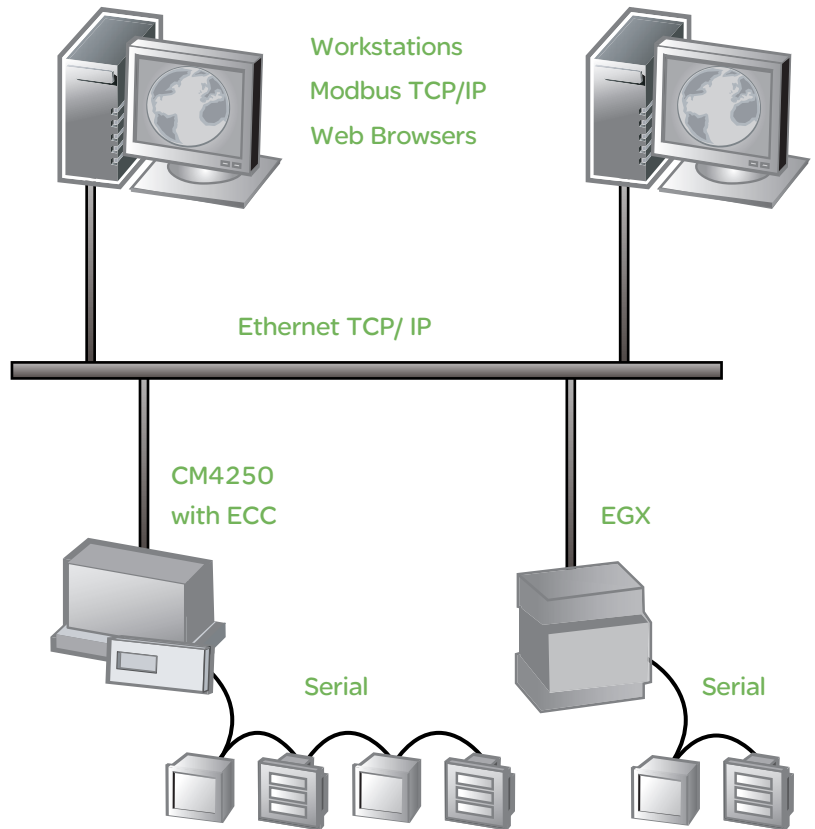 Workstations
Modbus TCP/IP
Web Browsers
Ethernet TCP/ IP
CM4250
with ECC
EGX
Serial
Serial